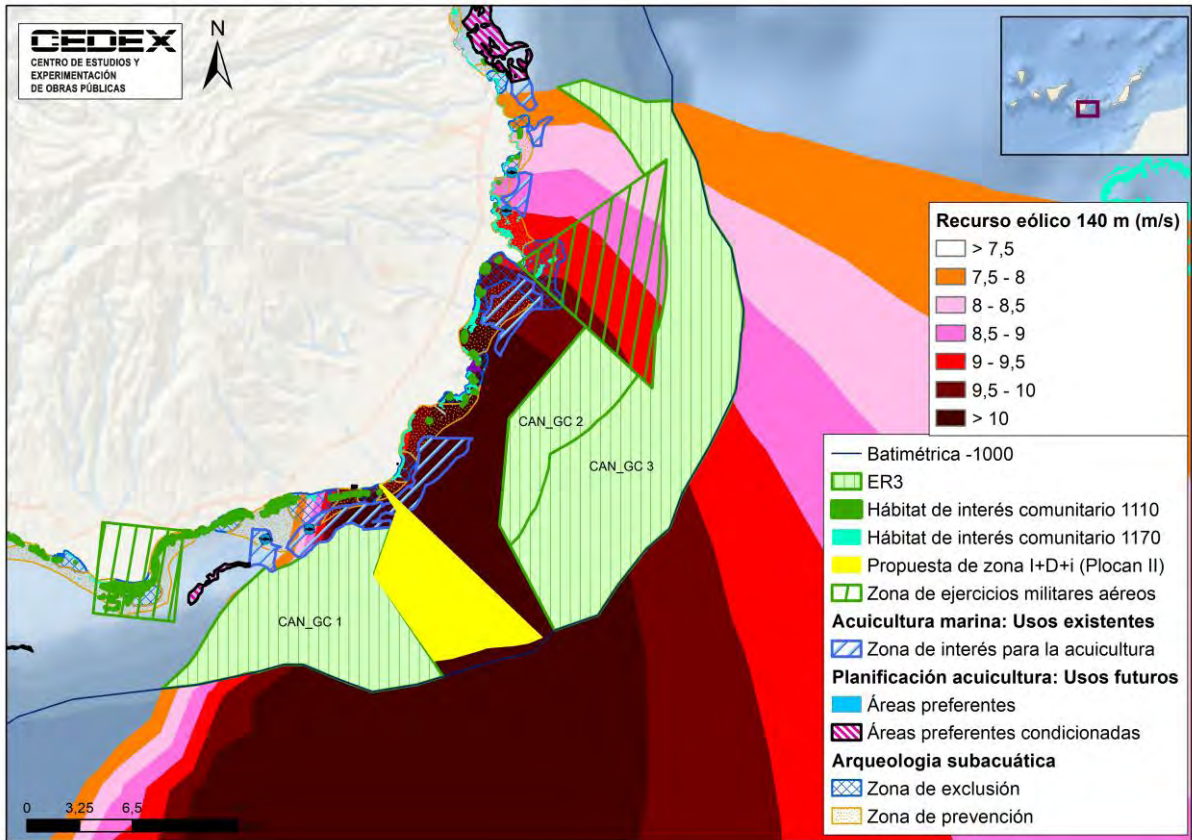 CEDEX
CENTRO DE ESTUDIOS Y
EXPERIMENTACIÓN
DE OBRAS PÚBLICAS
N
Recurso eólico 140 m (m/s)
> 7,5
7,5 - 8
8 - 8,5
8,5 - 9
9 - 9,5
9,5 - 10
> 10
CAN_GC 2
CAN_GC 3
CAN_GC 1
Batimétrica -1000
ER3
Hábitat de interés comunitario 1110
Hábitat de interés comunitario 1170
Propuesta de zona I+D+i (Plocan II)
Zona de ejercicios militares aéreos
Acuicultura marina: Usos existentes
Zona de interés para la acuicultura
Planificación acuicultura: Usos futuros
Áreas preferentes
Áreas preferentes condicionadas
Arqueologia subacuática
Zona de exclusión
Zona de prevención
0 3,25 6,5